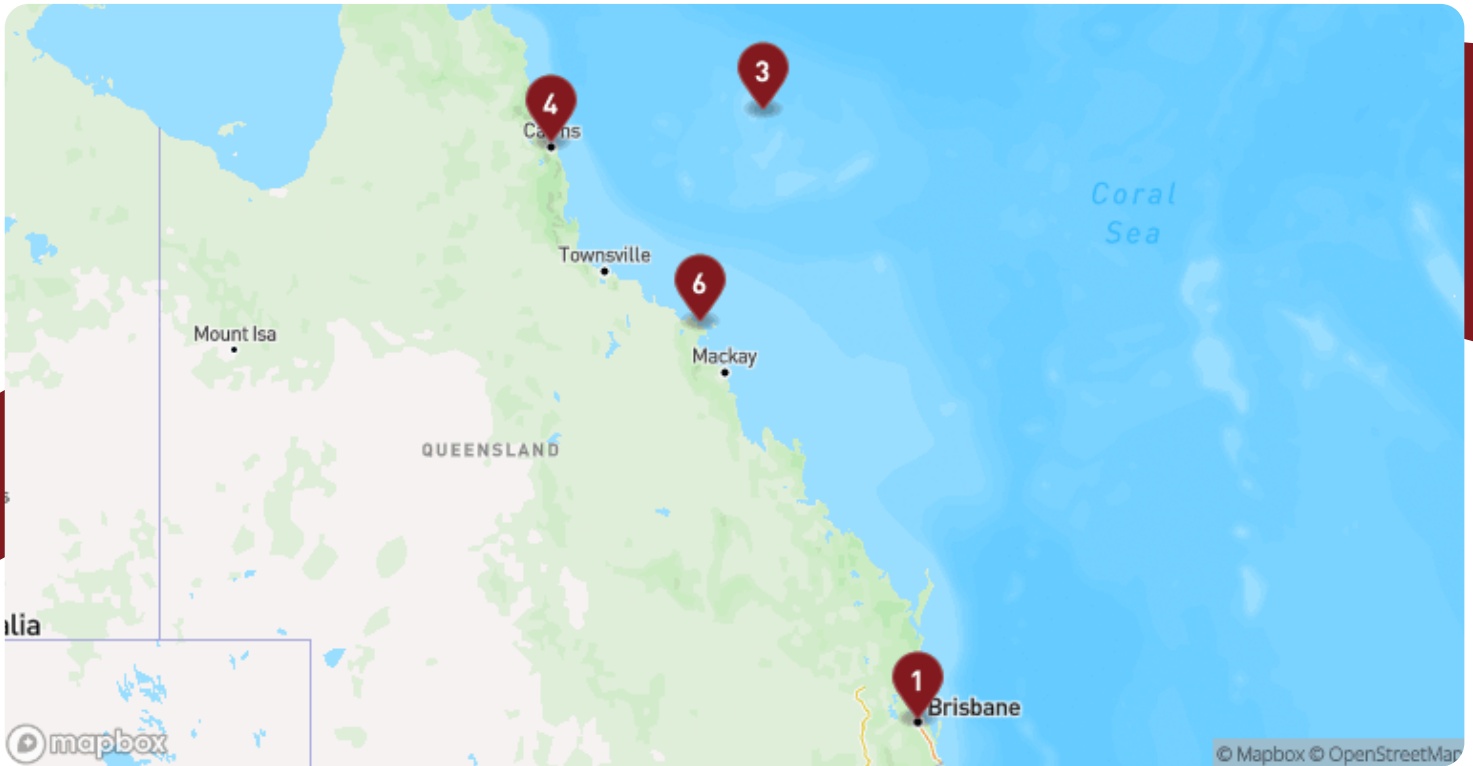 3
4
Cairns
Coral
Sea
Townsville
6
Mount Isa
Mackay
QUEENSLAND
s
alia
1
Brisbane
mapbox
© Mapbox © OpenStreetMap